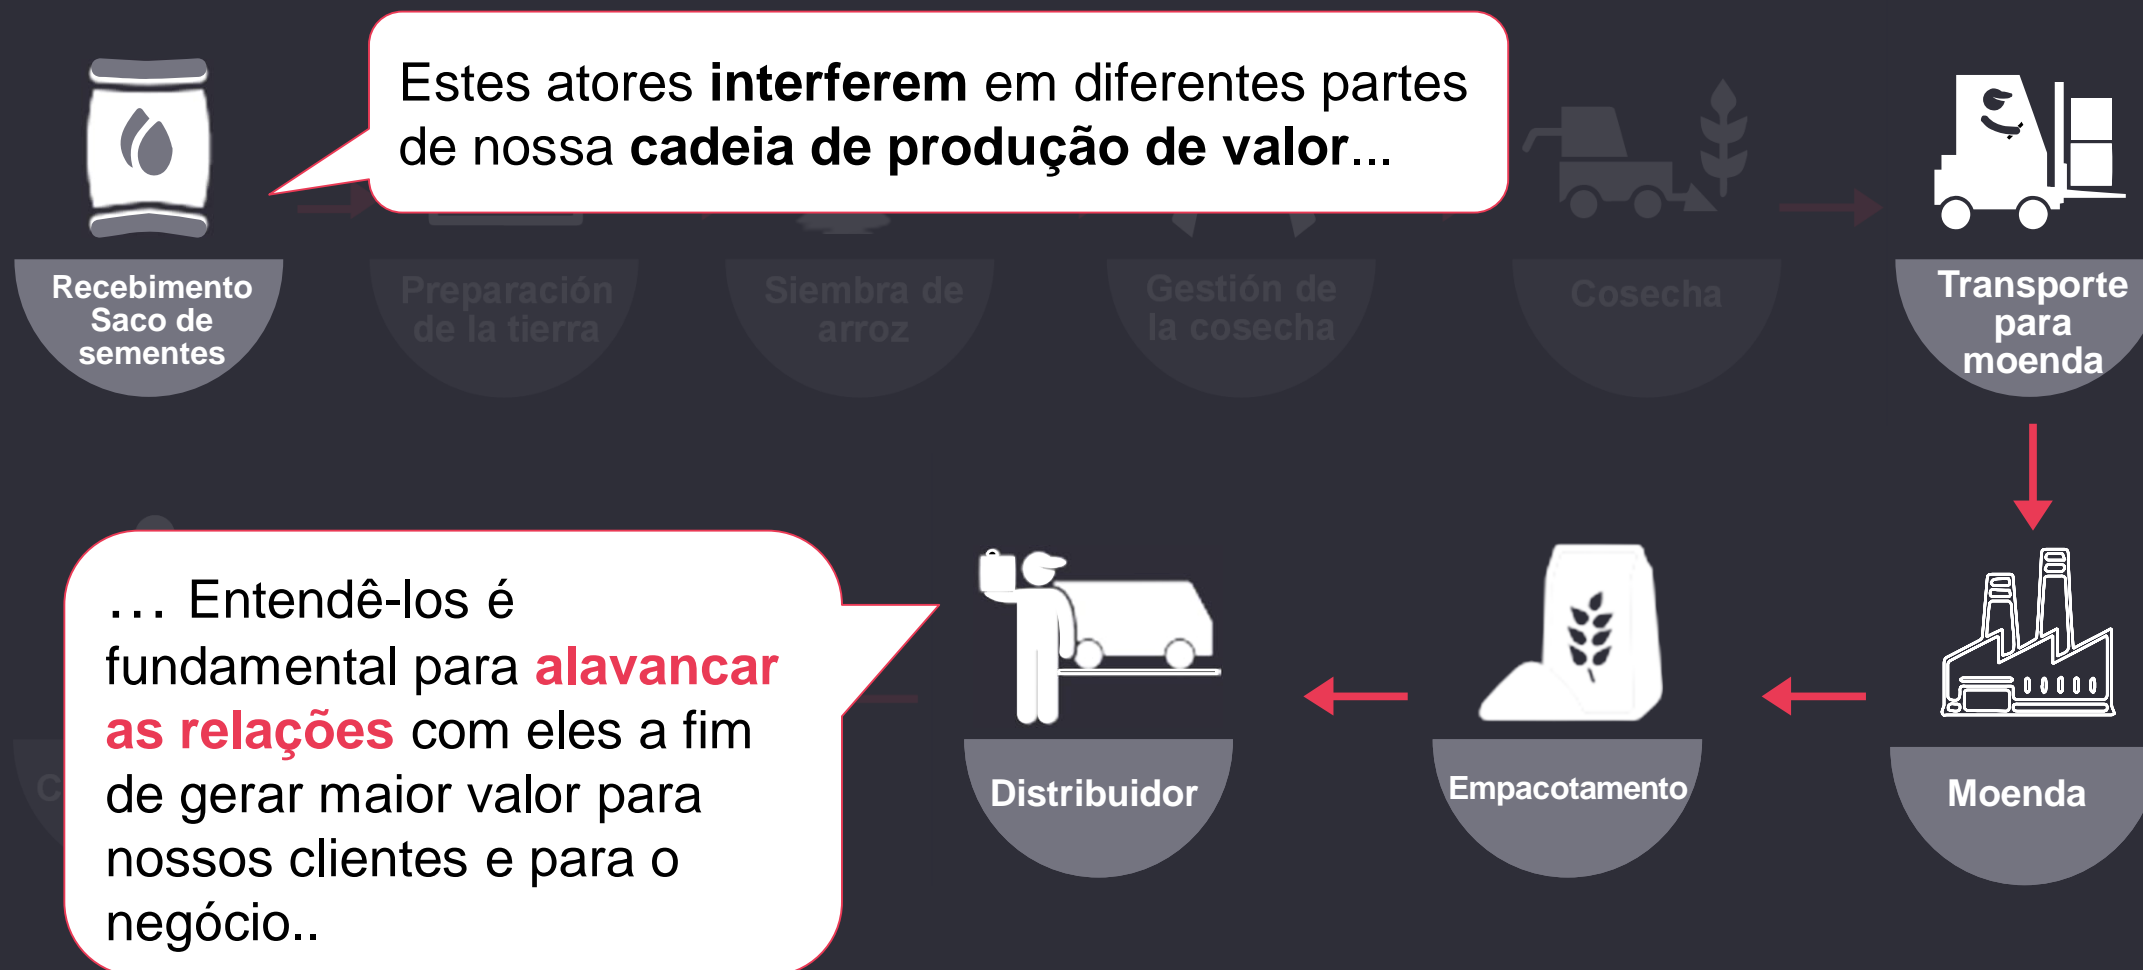 Estes atores interferem em diferentes partes
de nossa cadeia de produção de valor...
Recebimento
Saco de
sementes
Preparación
de la tierra
Siembra de
arroz
Gestión de
la cosecha
Cosecha
Transporte
para
moenda
... Entendê-los é
fundamental para alavancar
as relações com eles a fim
de gerar maior valor para
nossos clientes e para o
negócio..
Distribuidor
Empacotamento
Moenda